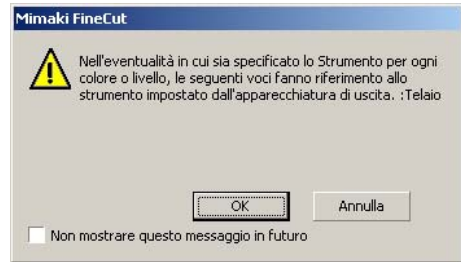 Mimaki FineCut
Nell'eventualità in cui sia specificato lo Strumento per ogni
colore o livello, le seguenti voci fanno riferimento allo
strumento impostato dall'apparecchiatura di uscita. :Telaio
OK
Annulla
Non mostrare questo messaggio in futuro